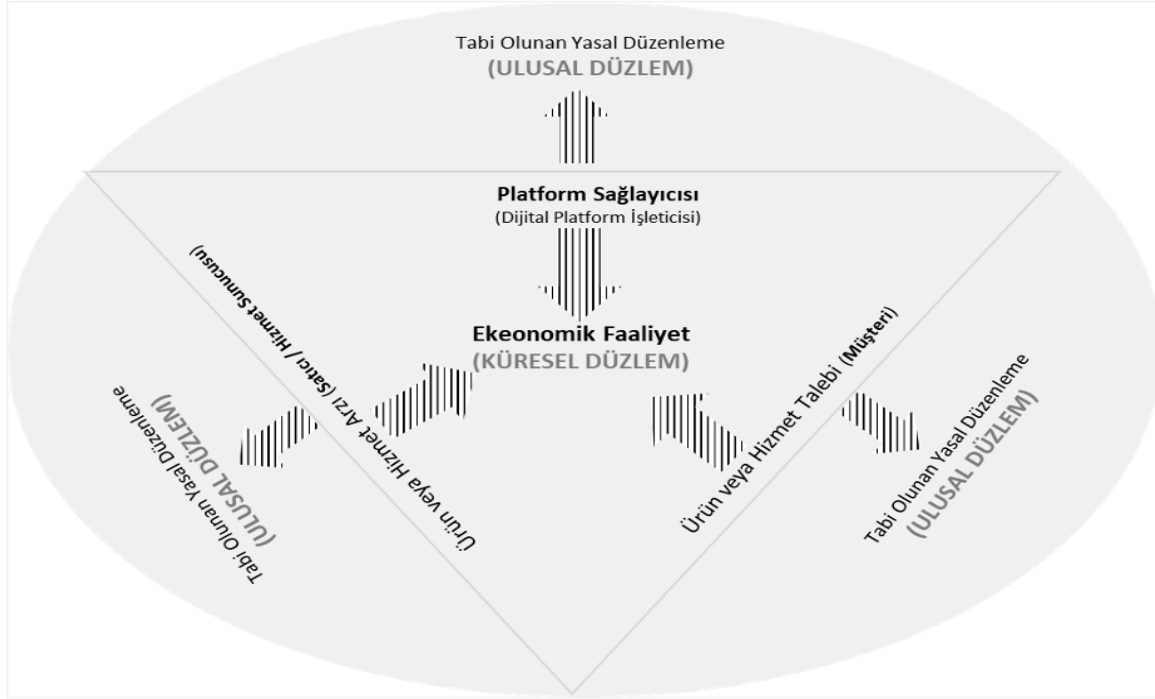 Tabi Olunan Yasal Düzenleme
(ULUSAL DÜZLEM)
Platform Sağlayıcısı
(Dijital Platform İşleticisi)
Ekeonomik Faaliyet
(KÜRESEL DÜZLEM)
Ürün veya Hizmet Arzı (Satıcı / Hizmet Sunucusu)
Tabi Olunan Yasal Düzenleme
(ULUSAL DÜZLEM)
Ürün veya Hizmet Talebi (Müşteri)
Tabi Olunan Yasal Düzenleme
(ULUSAL DÜZLEM)